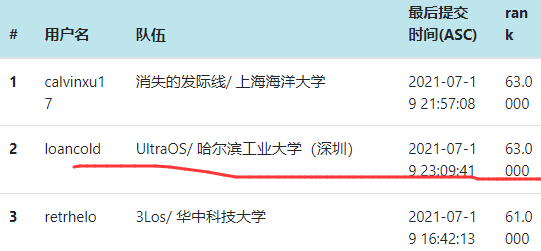 # 用户名 队伍 最后提交时间(ASC) rank
1 calvinxu17 消失的发际线/ 上海海洋大学 2021-07-19 21:57:08 63.0000
2 loancold UltraOS/ 哈尔滨工业大学（深圳） 2021-07-19 23:09:41 63.0000
3 retrhelo 3Los/ 华中科技大学 2021-07-19 16:42:13 61.0000